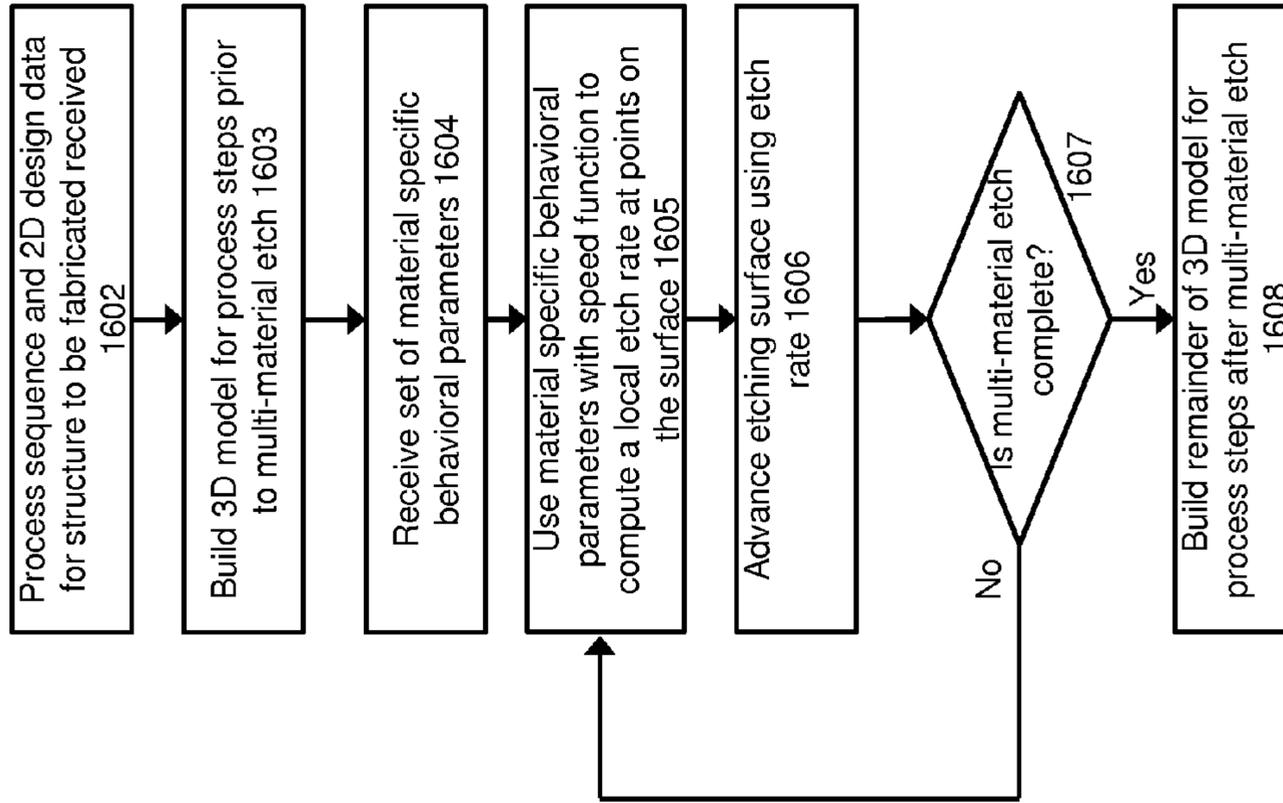 Process sequence and 2D design data
for structure to be fabricated received
1602
Build 3D model for process steps prior
to multi-material etch 1603
Receive set of material specific
behavioral parameters 1604
Use material specific behavioral
parameters with speed function to
compute a local etch rate at points on
the surface 1605
Advance etching surface using etch
rate 1606
Is multi-material etch
complete?
1607
No
Yes
Build remainder of 3D model for
process steps after multi-material etch
1608